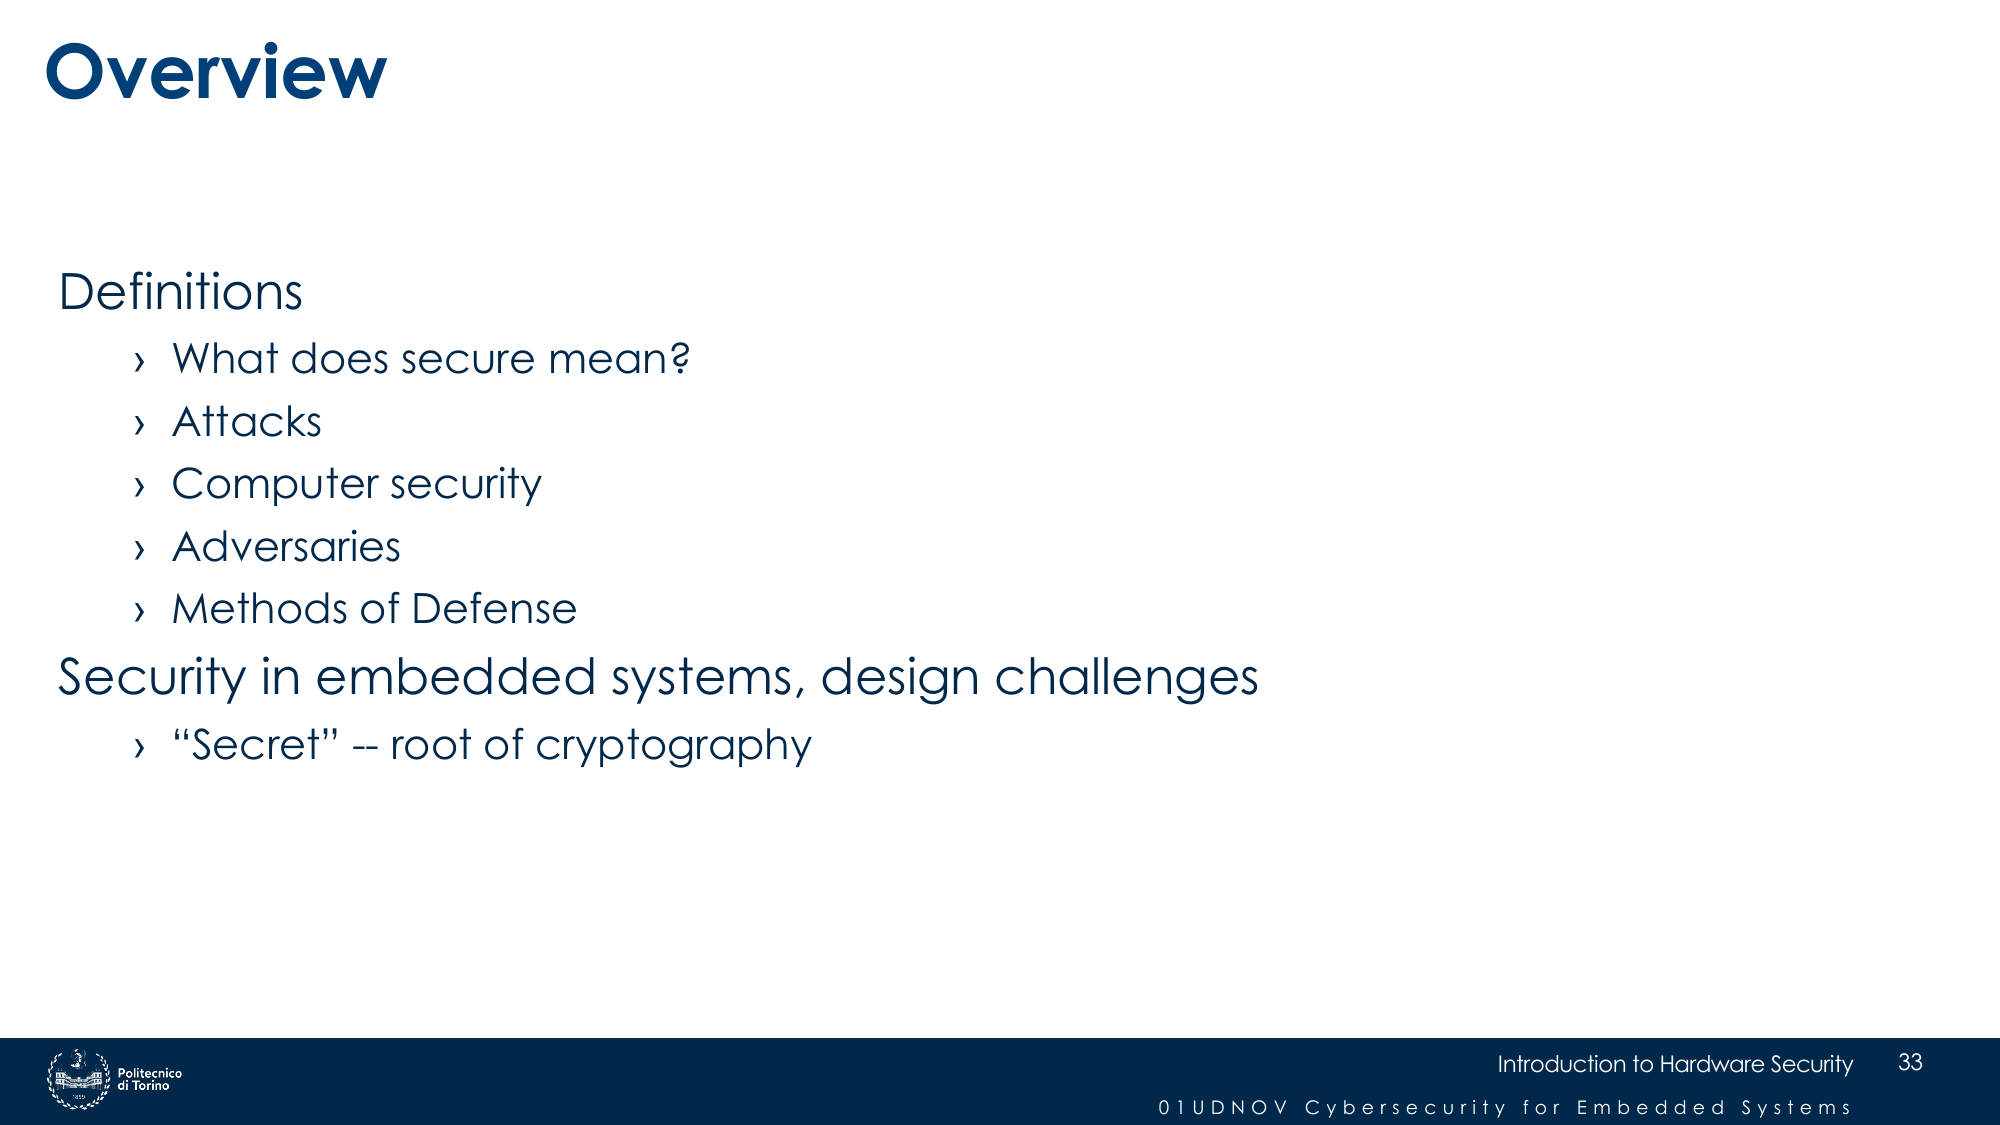 Overview
Definitions
› What does secure mean?
› Attacks
› Computer security
› Adversaries
› Methods of Defense
Security in embedded systems, design challenges
› “Secret” -- root of cryptography
Politecnico
di Torino
1859
Introduction to Hardware Security
33
01UDNOV Cybersecurity for Embedded Systems